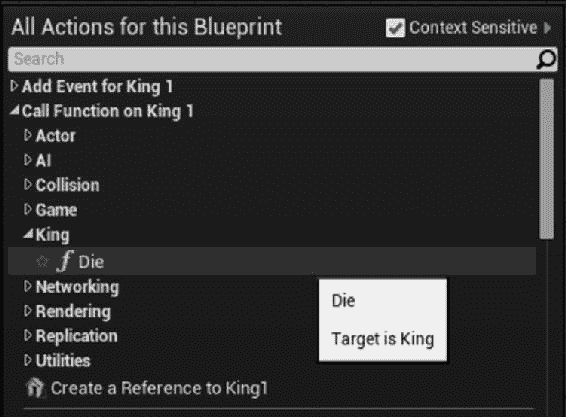 All Actions for this Blueprint Context Sensitive
Search
Add Event for King 1
Call Function on King 1
Actor
AI
Collision
Game
King
f Die
Networking
Die
Rendering
Replication
Target is King
Utilities
Create a Reference to King1